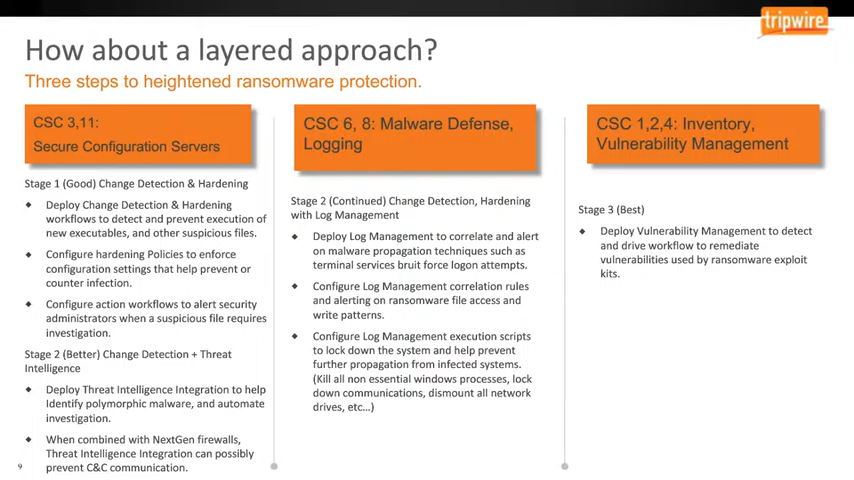 tripwire
How about a layered approach?
Three steps to heightened ransomware protection.
CSC 3,11:
Secure Configuration Servers
Stage 1 (Good) Change Detection & Hardening
◆ Deploy Change Detection & Hardening
workflows to detect and prevent execution of
new executables, and other suspicious files.
◆ Configure hardening Policies to enforce
configuration settings that help prevent or
counter infection.
◆ Configure action workflows to alert security
administrators when a suspicious file requires
investigation.
Stage 2 (Better) Change Detection + Threat
Intelligence
◆ Deploy Threat Intelligence Integration to help
Identify polymorphic malware, and automate
investigation.
◆ When combined with NextGen firewalls,
Threat Intelligence Integration can possibly
prevent C&C communication.
CSC 6, 8: Malware Defense,
Logging
Stage 2 (Continued) Change Detection, Hardening
with Log Management
◆ Deploy Log Management to correlate and alert
on malware propagation techniques such as
terminal services bruit force logon attempts.
◆ Configure Log Management correlation rules
and alerting on ransomware file access and
write patterns.
◆ Configure Log Management execution scripts
to lock down the system and help prevent
further propagation from infected systems.
(Kill all non essential windows processes, lock
down communications, dismount all network
drives, etc…)
CSC 1,2,4: Inventory,
Vulnerability Management
Stage 3 (Best)
◆ Deploy Vulnerability Management to detect
and drive workflow to remediate
vulnerabilities used by ransomware exploit
kits.
9